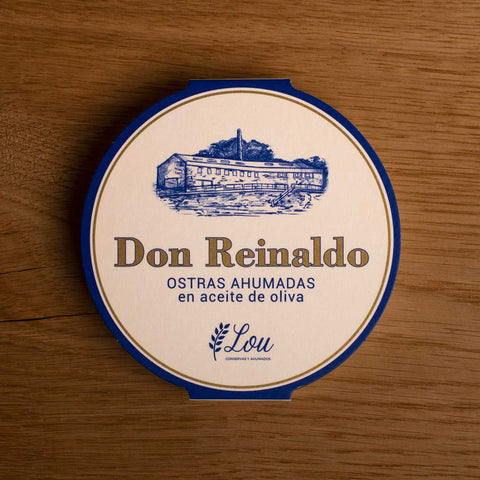 Don Reinaldo
OSTRAS AHUMADAS
en aceite de oliva
Lou
CONSERVAS Y AHUMADOS